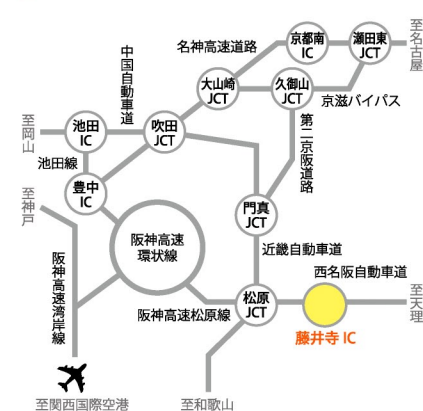 至名古屋
京都南
IC
瀬田東
JCT
名神高速道路
中国自動車道
大山崎
JCT
久御山
JCT
京滋バイパス
至岡山
池田
IC
吹田
JCT
第二京阪道路
池田線
豊中
IC
至神戸
門真
JCT
阪神高速
環状線
近畿自動車道
西名阪自動車道
阪神高速湾岸線
阪神高速松原線
松原
JCT
至天理
藤井寺 IC
至関西国際空港
至和歌山